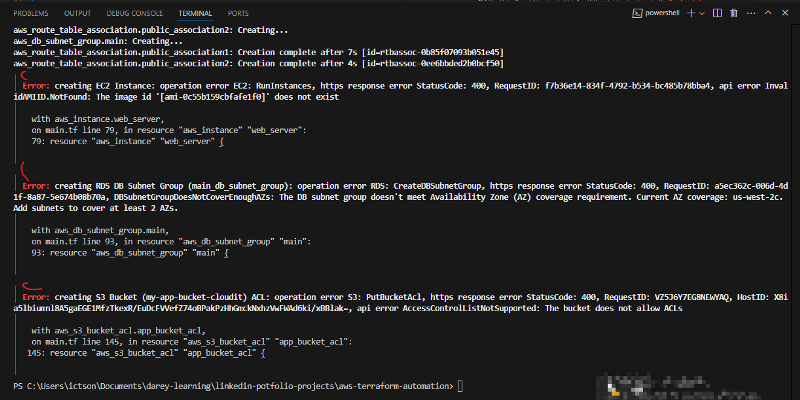 PROBLEMS OUTPUT DEBUG CONSOLE TERMINAL PORTS powershell
aws_route_table_association.public_association2: Creating...
aws_db_subnet_group.main: Creating...
aws_route_table_association.public_association1: Creation complete after 7s [id=rtbassoc-0b85f07093b051e45]
aws_route_table_association.public_association2: Creation complete after 4s [id=rtbassoc-0ee6bbded2b0bcf50]
Error: creating EC2 Instance: operation error EC2: RunInstances, https response error StatusCode: 400, RequestID: f7b36e14-834f-4792-b534-bc485b78bba4, api error Inval
idAMIID.NotFound: The image id '[ami-0c55b159cbfafe1f0]' does not exist
with aws_instance.web_server,
on main.tf line 79, in resource "aws_instance" "web_server":
79: resource "aws_instance" "web_server" {
Error: creating RDS DB Subnet Group (main_db_subnet_group): operation error RDS: CreateDBSubnetGroup, https response error StatusCode: 400, RequestID: a5ec362c-006d-4d
1f-8a87-5e674b08b70a, DBSubnetGroupDoesNotCoverEnoughAZs: The DB subnet group doesn't meet Availability Zone (AZ) coverage requirement. Current AZ coverage: us-west-2c.
Add subnets to cover at least 2 AZs.
with aws_db_subnet_group.main,
on main.tf line 93, in resource "aws_db_subnet_group" "main":
93: resource "aws_db_subnet_group" "main" {
Error: creating S3 Bucket (my-app-bucket-cloudit) ACL: operation error S3: PutBucketAcl, https response error StatusCode: 400, RequestID: VZ5J6Y7EG8NEWYAQ, HostID: X8i
api error AccessControlListNotSupported: The bucket does not allow ACLs
with aws_s3_bucket_acl.app_bucket_acl,
on main.tf line 145, in resource "aws_s3_bucket_acl" "app_bucket_acl":
145: resource "aws_s3_bucket_acl" "app_bucket_acl" {
PS C:\Users\ictson\Documents\darey-learning\linkedin-potfolio-projects\aws-terraform-automation>